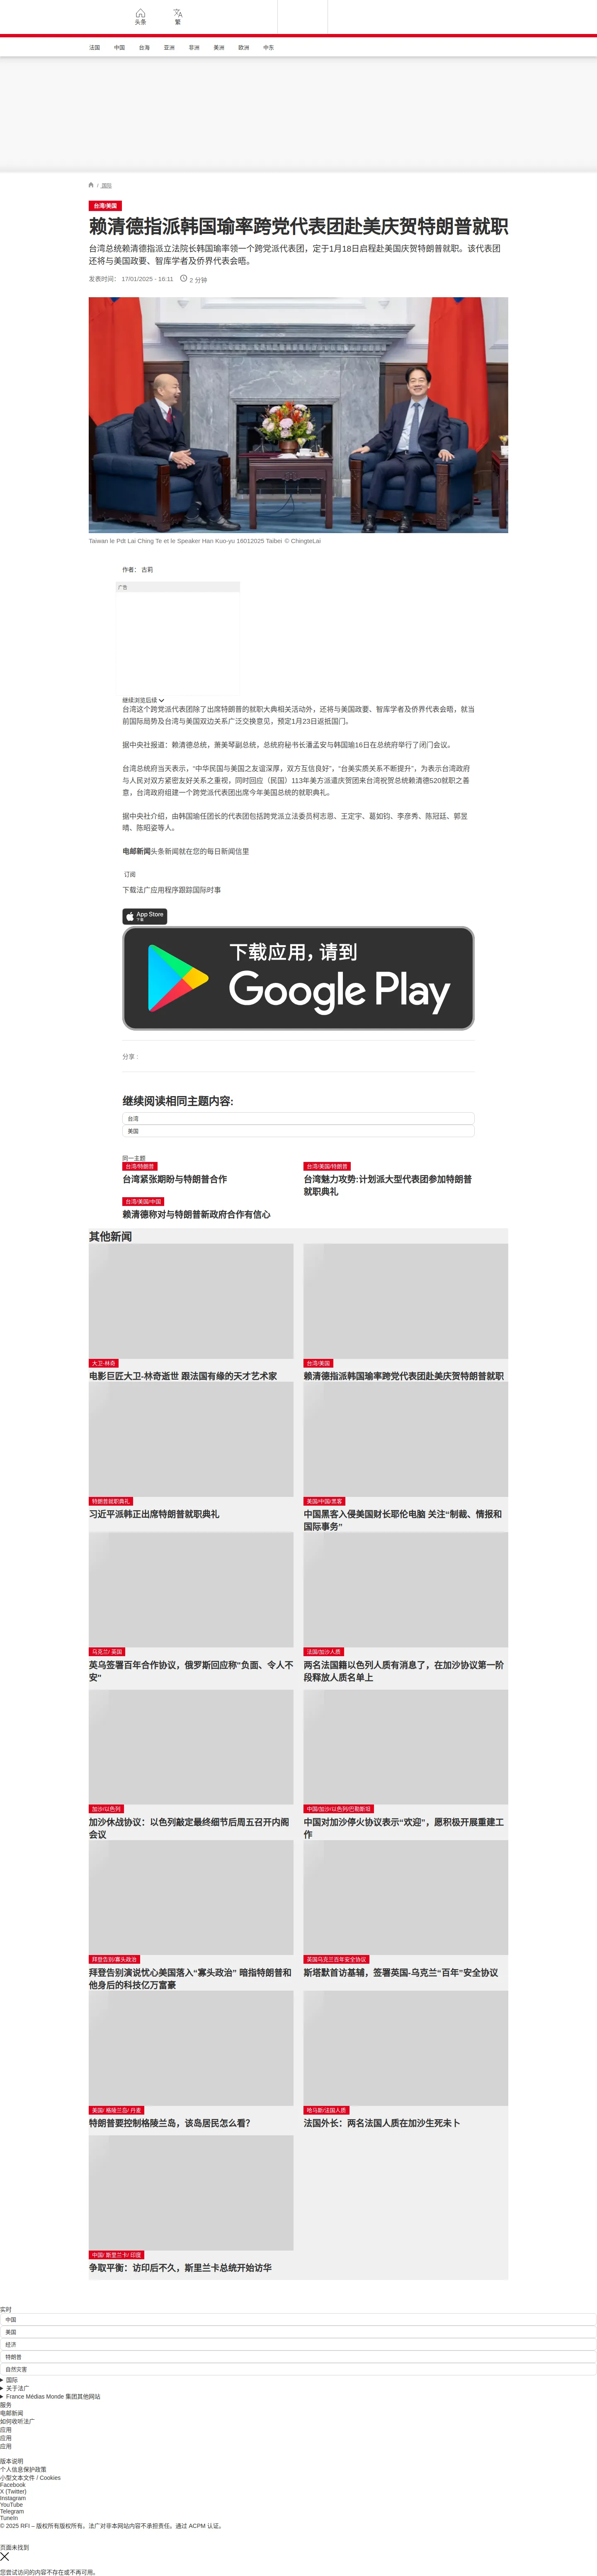 头条
繁
法国
中国
台海
亚洲
非洲
美洲
欧洲
中东
/ 国际
台湾/美国
赖清德指派韩国瑜率跨党代表团赴美庆贺特朗普就职
台湾总统赖清德指派立法院长韩国瑜率领一个跨党派代表团，定于1月18日启程赴美国庆贺特朗普就职。该代表团
还将与美国政要、智库学者及侨界代表会晤。
发表时间： 17/01/2025 - 16:11 2 分钟
Taiwan le Pdt Lai Ching Te et le Speaker Han Kuo-yu 16012025 Taibei © ChingteLai
作者： 古莉
广告
继续浏览后续
台湾这个跨党派代表团除了出席特朗普的就职大典相关活动外，还将与美国政要、智库学者及侨界代表会晤，就当
前国际局势及台湾与美国双边关系广泛交换意见，预定1月23日返抵国门。
据中央社报道：赖清德总统，萧美琴副总统，总统府秘书长潘孟安与韩国瑜16日在总统府举行了闭门会议。
台湾总统府当天表示，“中华民国与美国之友谊深厚，双方互信良好”，“台美实质关系不断提升”，为表示台湾政府
与人民对双方紧密友好关系之重视，同时回应（民国）113年美方派遣庆贺团来台湾祝贺总统赖清德520就职之善
意，台湾政府组建一个跨党派代表团出席今年美国总统的就职典礼。
据中央社介绍，由韩国瑜任团长的代表团包括跨党派立法委员柯志恩、王定宇、葛如钧、李彦秀、陈冠廷、郭昱
晴、陈昭姿等人。
电邮新闻头条新闻就在您的每日新闻信里
订阅
下载法广应用程序跟踪国际时事
App Store
下载
下载应用，请到
Google Play
分享 :
继续阅读相同主题内容:
台湾
美国
同一主题
台湾/特朗普
台湾紧张期盼与特朗普合作
台湾/美国/特朗普
台湾魅力攻势:计划派大型代表团参加特朗普
就职典礼
台湾/美国/中国
赖清德称对与特朗普新政府合作有信心
其他新闻
大卫-林奇
电影巨匠大卫-林奇逝世 跟法国有缘的天才艺术家
台湾/美国
赖清德指派韩国瑜率跨党代表团赴美庆贺特朗普就职
特朗普就职典礼
习近平派韩正出席特朗普就职典礼
美国/中国/黑客
中国黑客入侵美国财长耶伦电脑 关注“制裁、情报和
国际事务”
乌克兰/ 英国
英乌签署百年合作协议，俄罗斯回应称“负面、令人不
安”
法国/加沙人质
两名法国籍以色列人质有消息了，在加沙协议第一阶
段释放人质名单上
加沙/以色列
加沙休战协议：以色列敲定最终细节后周五召开内阁
会议
中国/加沙/以色列/巴勒斯坦
中国对加沙停火协议表示“欢迎”，愿积极开展重建工
作
拜登告别/寡头政治
拜登告别演说忧心美国落入“寡头政治” 暗指特朗普和
他身后的科技亿万富豪
英国乌克兰百年安全协议
斯塔默首访基辅，签署英国-乌克兰“百年”安全协议
美国/ 格陵兰岛/ 丹麦
特朗普要控制格陵兰岛，该岛居民怎么看?
哈马斯/法国人质
法国外长：两名法国人质在加沙生死未卜
中国/ 斯里兰卡/ 印度
争取平衡：访印后不久，斯里兰卡总统开始访华
实时
中国
美国
经济
特朗普
自然灾害
国际
关于法广
France Médias Monde 集团其他网站
服务
电邮新闻
如何收听法广
应用
应用
应用
版本说明
个人信息保护政策
小型文本文件 / Cookies
Facebook
X (Twitter)
Instagram
YouTube
Telegram
TuneIn
© 2025 RFI – 版权所有版权所有。法广对非本网站内容不承担责任。通过 ACPM 认证。
页面未找到
您尝试访问的内容不存在或不再可用。